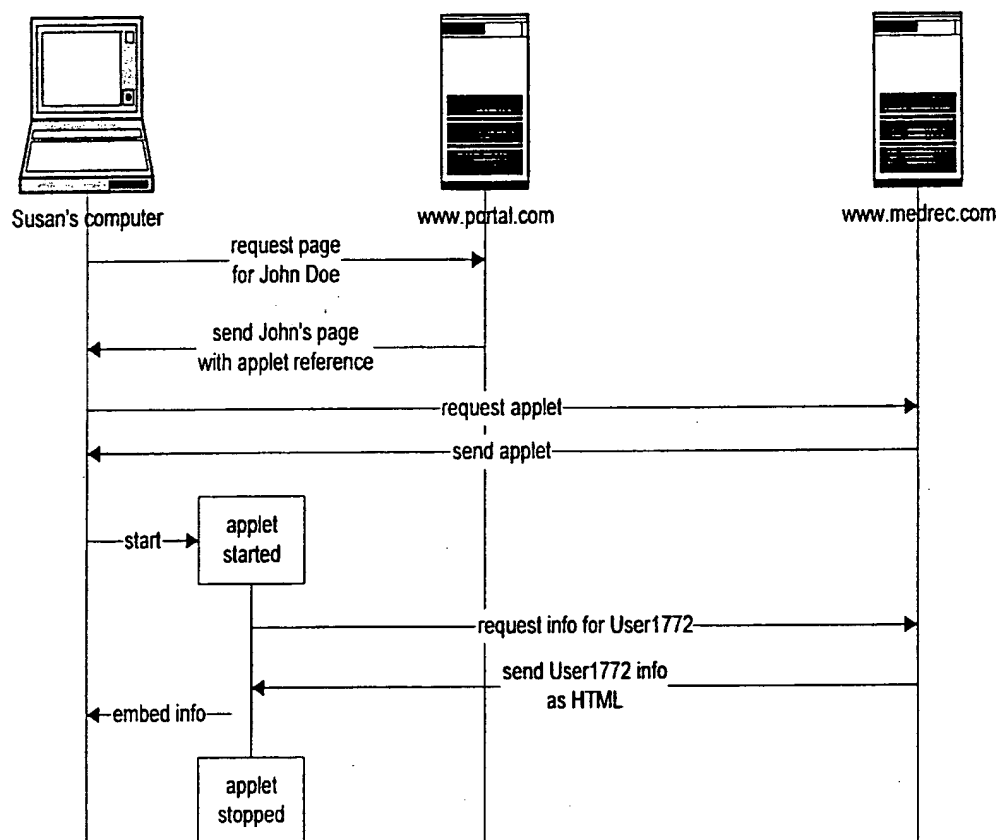 Susan's computer
www.portal.com
www.medrec.com
request page
for John Doe
send John's page
with applet reference
request applet
send applet
start
applet
started
request info for User1772
send User1772 info
as HTML
embed info
applet
stopped